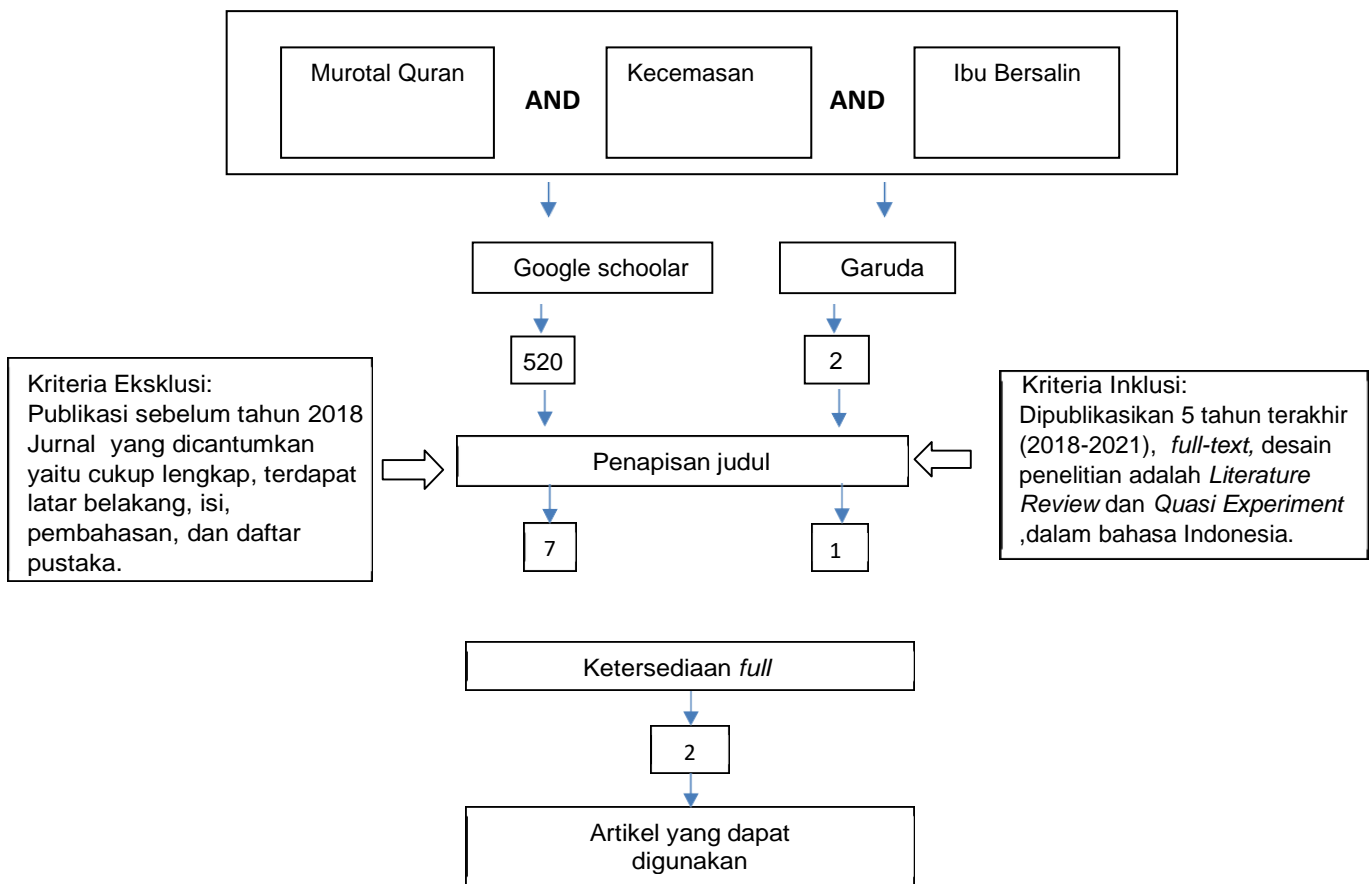 Murotal Quran
AND
Kecemasan
AND
Ibu Bersalin
Google schoolar
Garuda
520
2
Kriteria Eksklusi:
Publikasi sebelum tahun 2018
Jurnal yang dicantumkan
yaitu cukup lengkap, terdapat
latar belakang, isi,
pembahasan, dan daftar
pustaka.
Penapisan judul
Kriteria Inklusi:
Dipublikasikan 5 tahun terakhir
(2018-2021), full-text, desain
penelitian adalah Literature
Review dan Quasi Experiment
,dalam bahasa Indonesia.
7
1
Ketersediaan full
2
Artikel yang dapat
digunakan